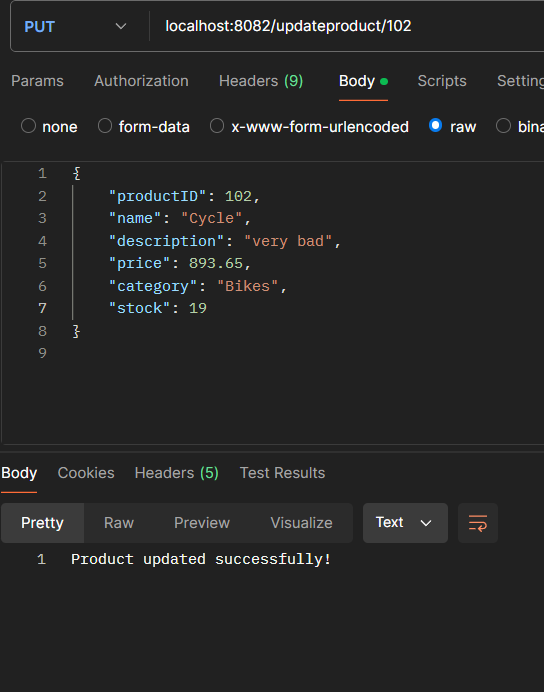 PUT localhost:8082/updateproduct/102
Params Authorization Headers (9) Body Scripts Setting
none form-data x-www-form-urlencoded raw bina
1 {
2 "productID": 102,
3 "name": "Cycle",
4 "description": "very bad",
5 "price": 893.65,
6 "category": "Bikes",
7 "stock": 19
8 }
9
Body Cookies Headers (5) Test Results
Pretty Raw Preview Visualize Text
1 Product updated successfully!